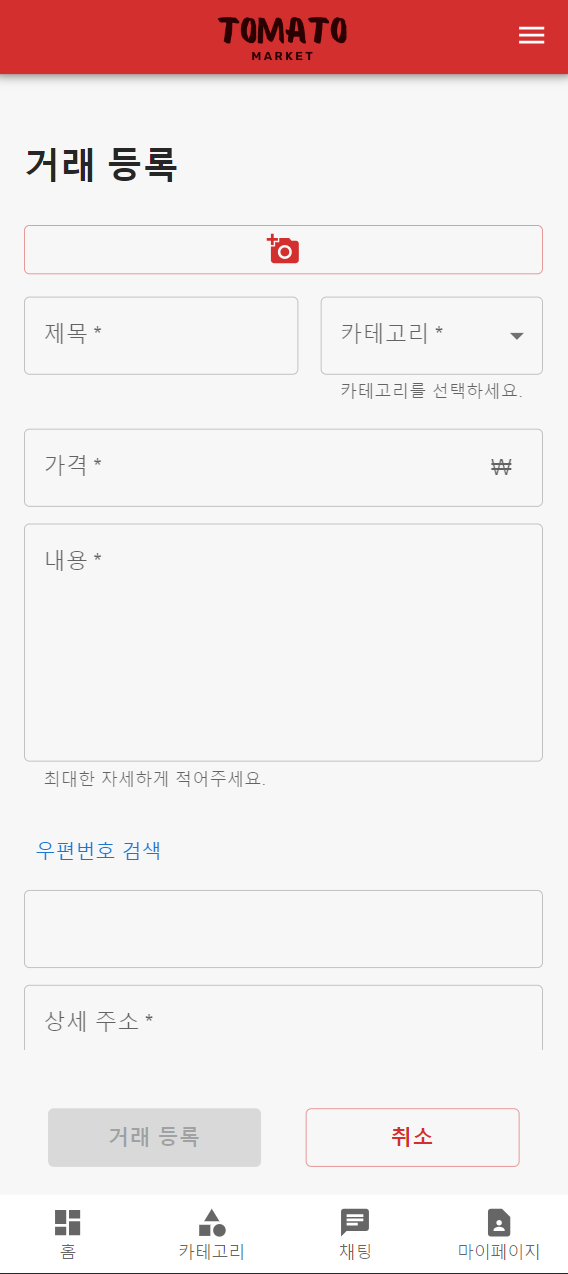 TOMATO
MARKET
거래 등록
제목 *
카테고리 *
카테고리를 선택하세요.
가격 *
₩
내용 *
최대한 자세하게 적어주세요.
우편번호 검색
상세 주소 *
거래 등록
취소
홈
카테고리
채팅
마이페이지